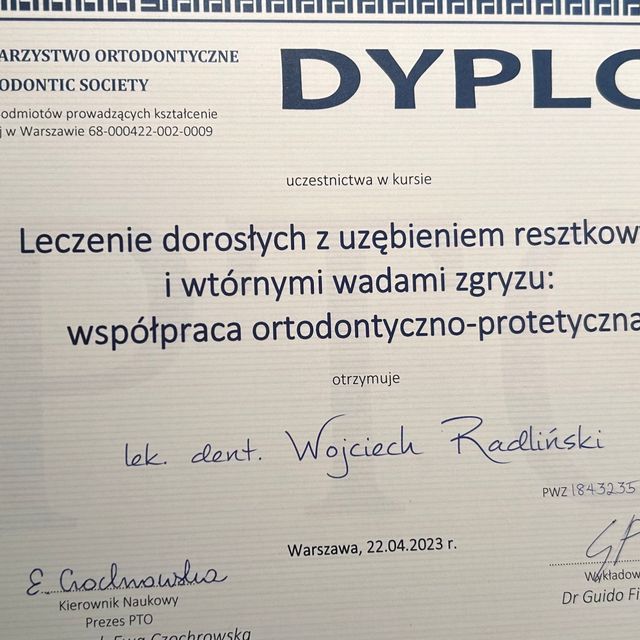 ARZYSTWO ORTODONTYCZNE
ODONTIC SOCIETY
odmiotów prowadzących kształcenie
j w Warszawie 68-000422-002-0009
DYPLO
uczestnictwa w kursie
Leczenie dorosłych z uzębieniem resztkow
i wtórnymi wadami zgryzu:
współpraca ortodontyczno-protetyczna
otrzymuje
lek. dent. Wojciech Radliński
PWZ 1843235
Warszawa, 22.04.2023 r.
E. Czochrowska
Kierownik Naukowy
Prezes PTO
Ewa Czochrowska
Wykładow
Dr Guido Fi